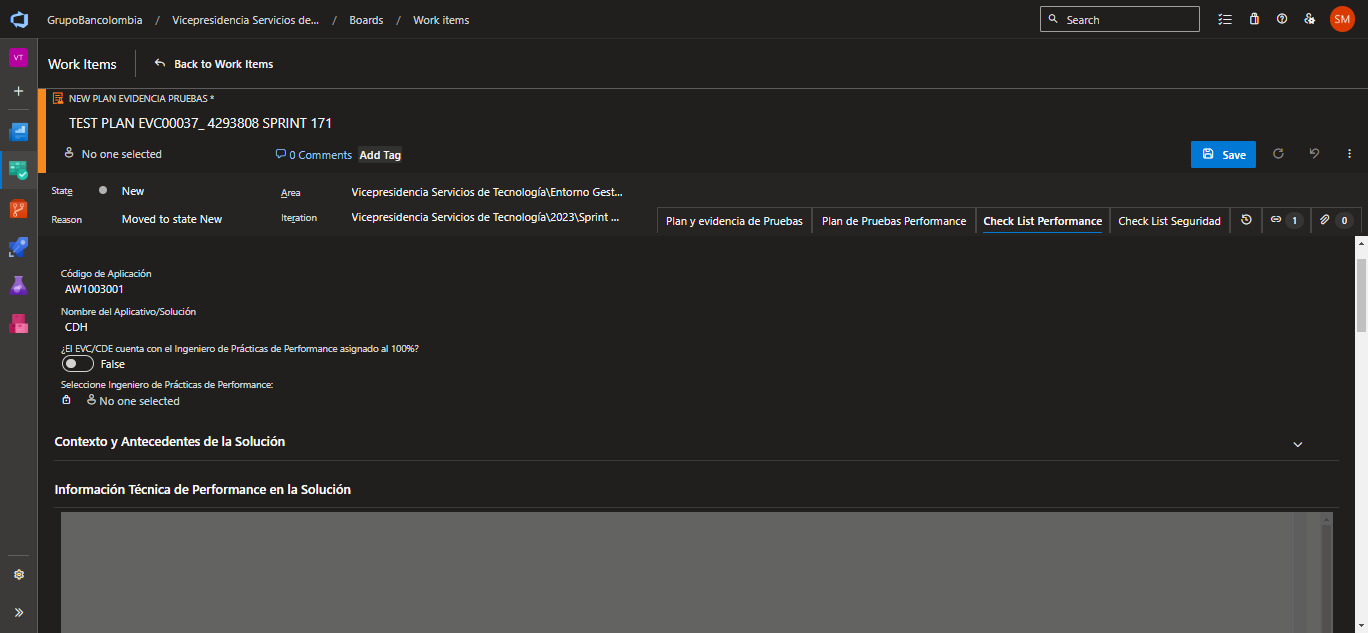 GrupoBancolombia / Vicepresidencia Servicios de... / Boards / Work items
Search
SM
VT
Work Items
Back to Work Items
NEW PLAN EVIDENCIA PRUEBAS *
TEST PLAN EVC00037_ 4293808 SPRINT 171
No one selected
0 Comments
Add Tag
Save
State
New
Area
Vicepresidencia Servicios de Tecnología\Entorno Gest...
Reason
Moved to state New
Iteration
Vicepresidencia Servicios de Tecnología\2023\Sprint ...
Plan y evidencia de Pruebas
Plan de Pruebas Performance
Check List Performance
Check List Seguridad
1
0
Código de Aplicación
AW1003001
Nombre del Aplicativo/Solución
CDH
¿El EVC/CDE cuenta con el Ingeniero de Prácticas de Performance asignado al 100%?
False
Seleccione Ingeniero de Prácticas de Performance:
No one selected
Contexto y Antecedentes de la Solución
Información Técnica de Performance en la Solución